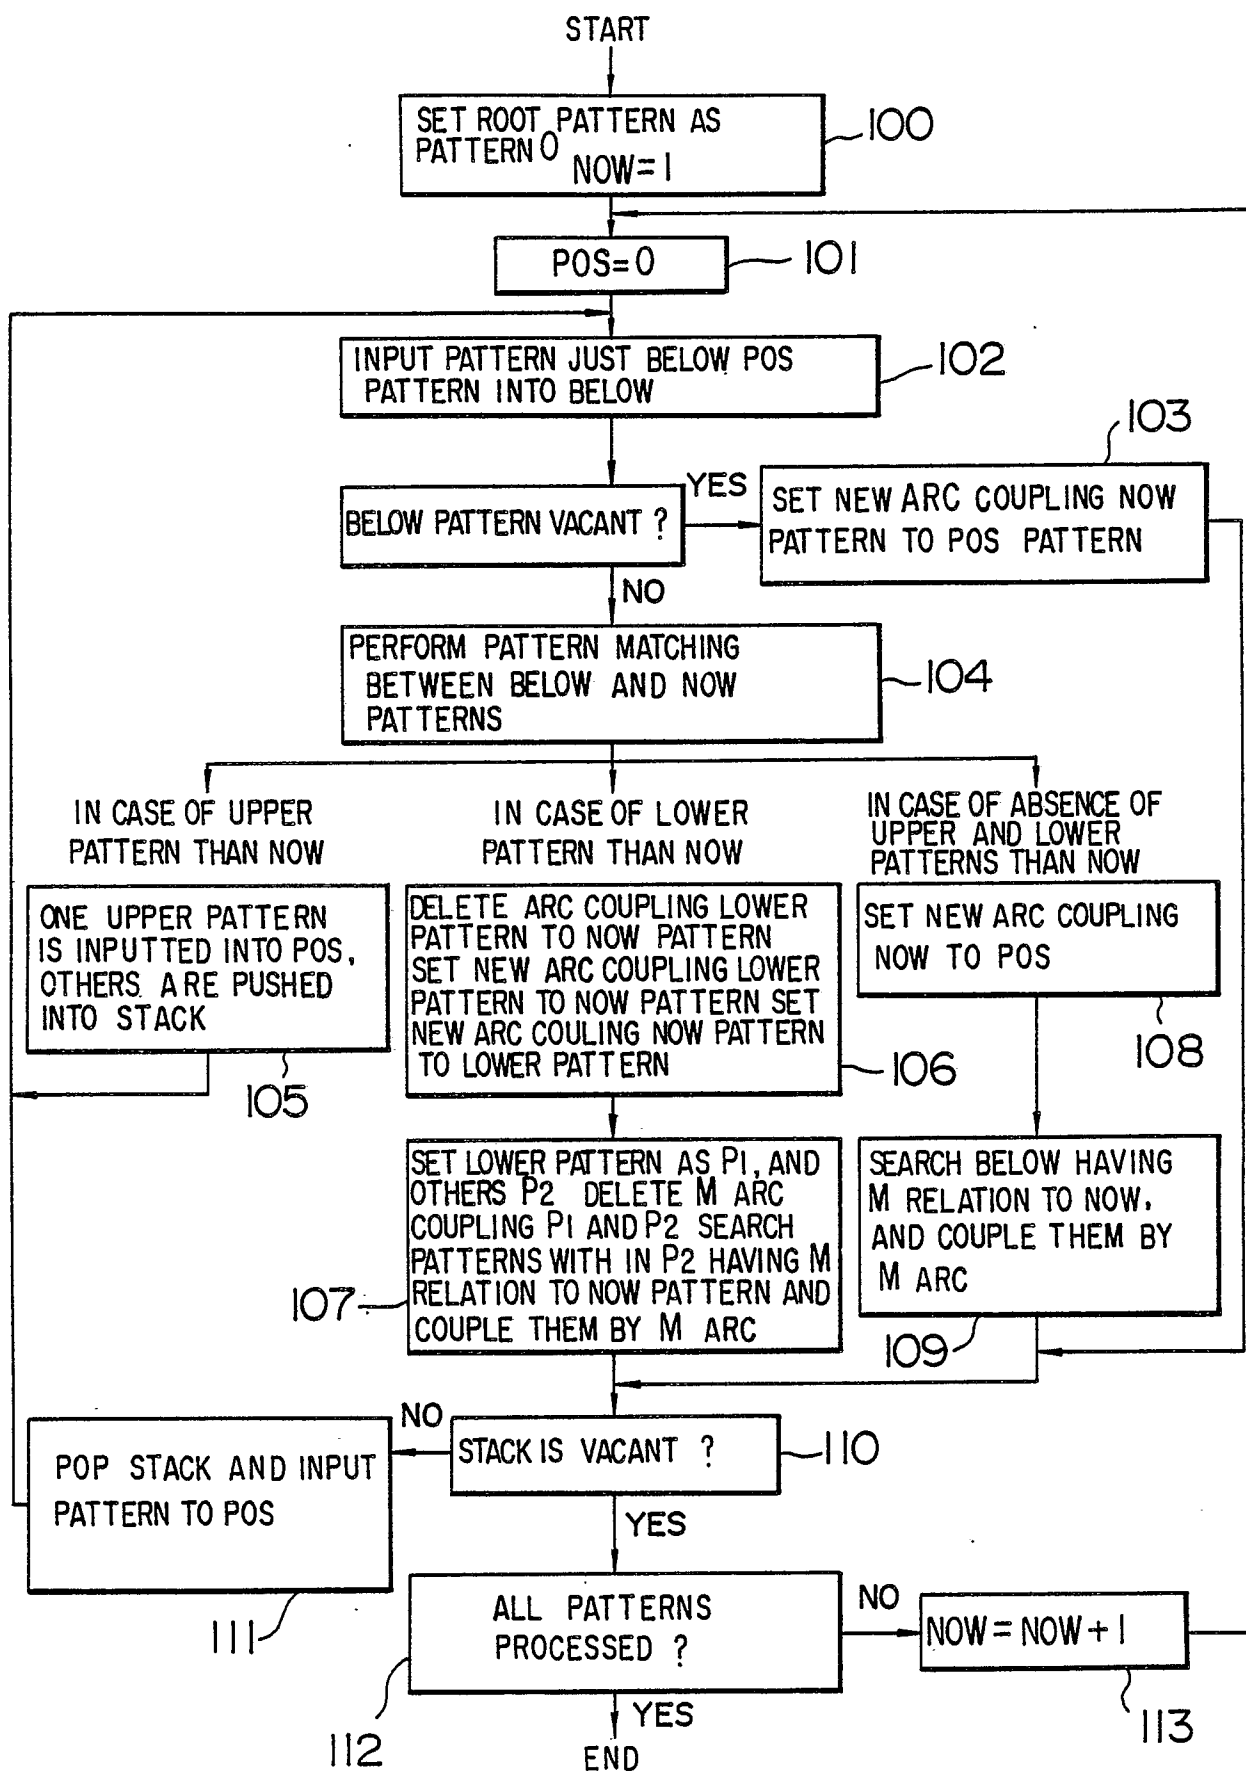 START
SET ROOT PATTERN AS
PATTERN 0
NOW = 1
100
POS = 0
101
INPUT PATTERN JUST BELOW POS
PATTERN INTO BELOW
102
103
BELOW PATTERN VACANT ?
YES
SET NEW ARC COUPLING NOW
PATTERN TO POS PATTERN
NO
PERFORM PATTERN MATCHING
BETWEEN BELOW AND NOW
PATTERNS
104
IN CASE OF UPPER
PATTERN THAN NOW
IN CASE OF LOWER
PATTERN THAN NOW
IN CASE OF ABSENCE OF
UPPER AND LOWER
PATTERNS THAN NOW
ONE UPPER PATTERN
IS INPUTTED INTO POS,
OTHERS ARE PUSHED
INTO STACK
105
DELETE ARC COUPLING LOWER
PATTERN TO NOW PATTERN
SET NEW ARC COUPLING LOWER
PATTERN TO NOW PATTERN SET
NEW ARC COULING NOW PATTERN
TO LOWER PATTERN
106
SET NEW ARC COUPLING
NOW TO POS
108
SET LOWER PATTERN AS P1, AND
OTHERS P2 DELETE M ARC
COUPLING P1 AND P2 SEARCH
PATTERNS WITH IN P2 HAVING M
RELATION TO NOW PATTERN AND
COUPLE THEM BY M ARC
107
SEARCH BELOW HAVING
M RELATION TO NOW.
AND COUPLE THEM BY
M ARC
109
STACK IS VACANT ?
110
NO
POP STACK AND INPUT
PATTERN TO POS
111
YES
ALL PATTERNS
PROCESSED ?
112
NO
NOW = NOW + 1
113
YES
END